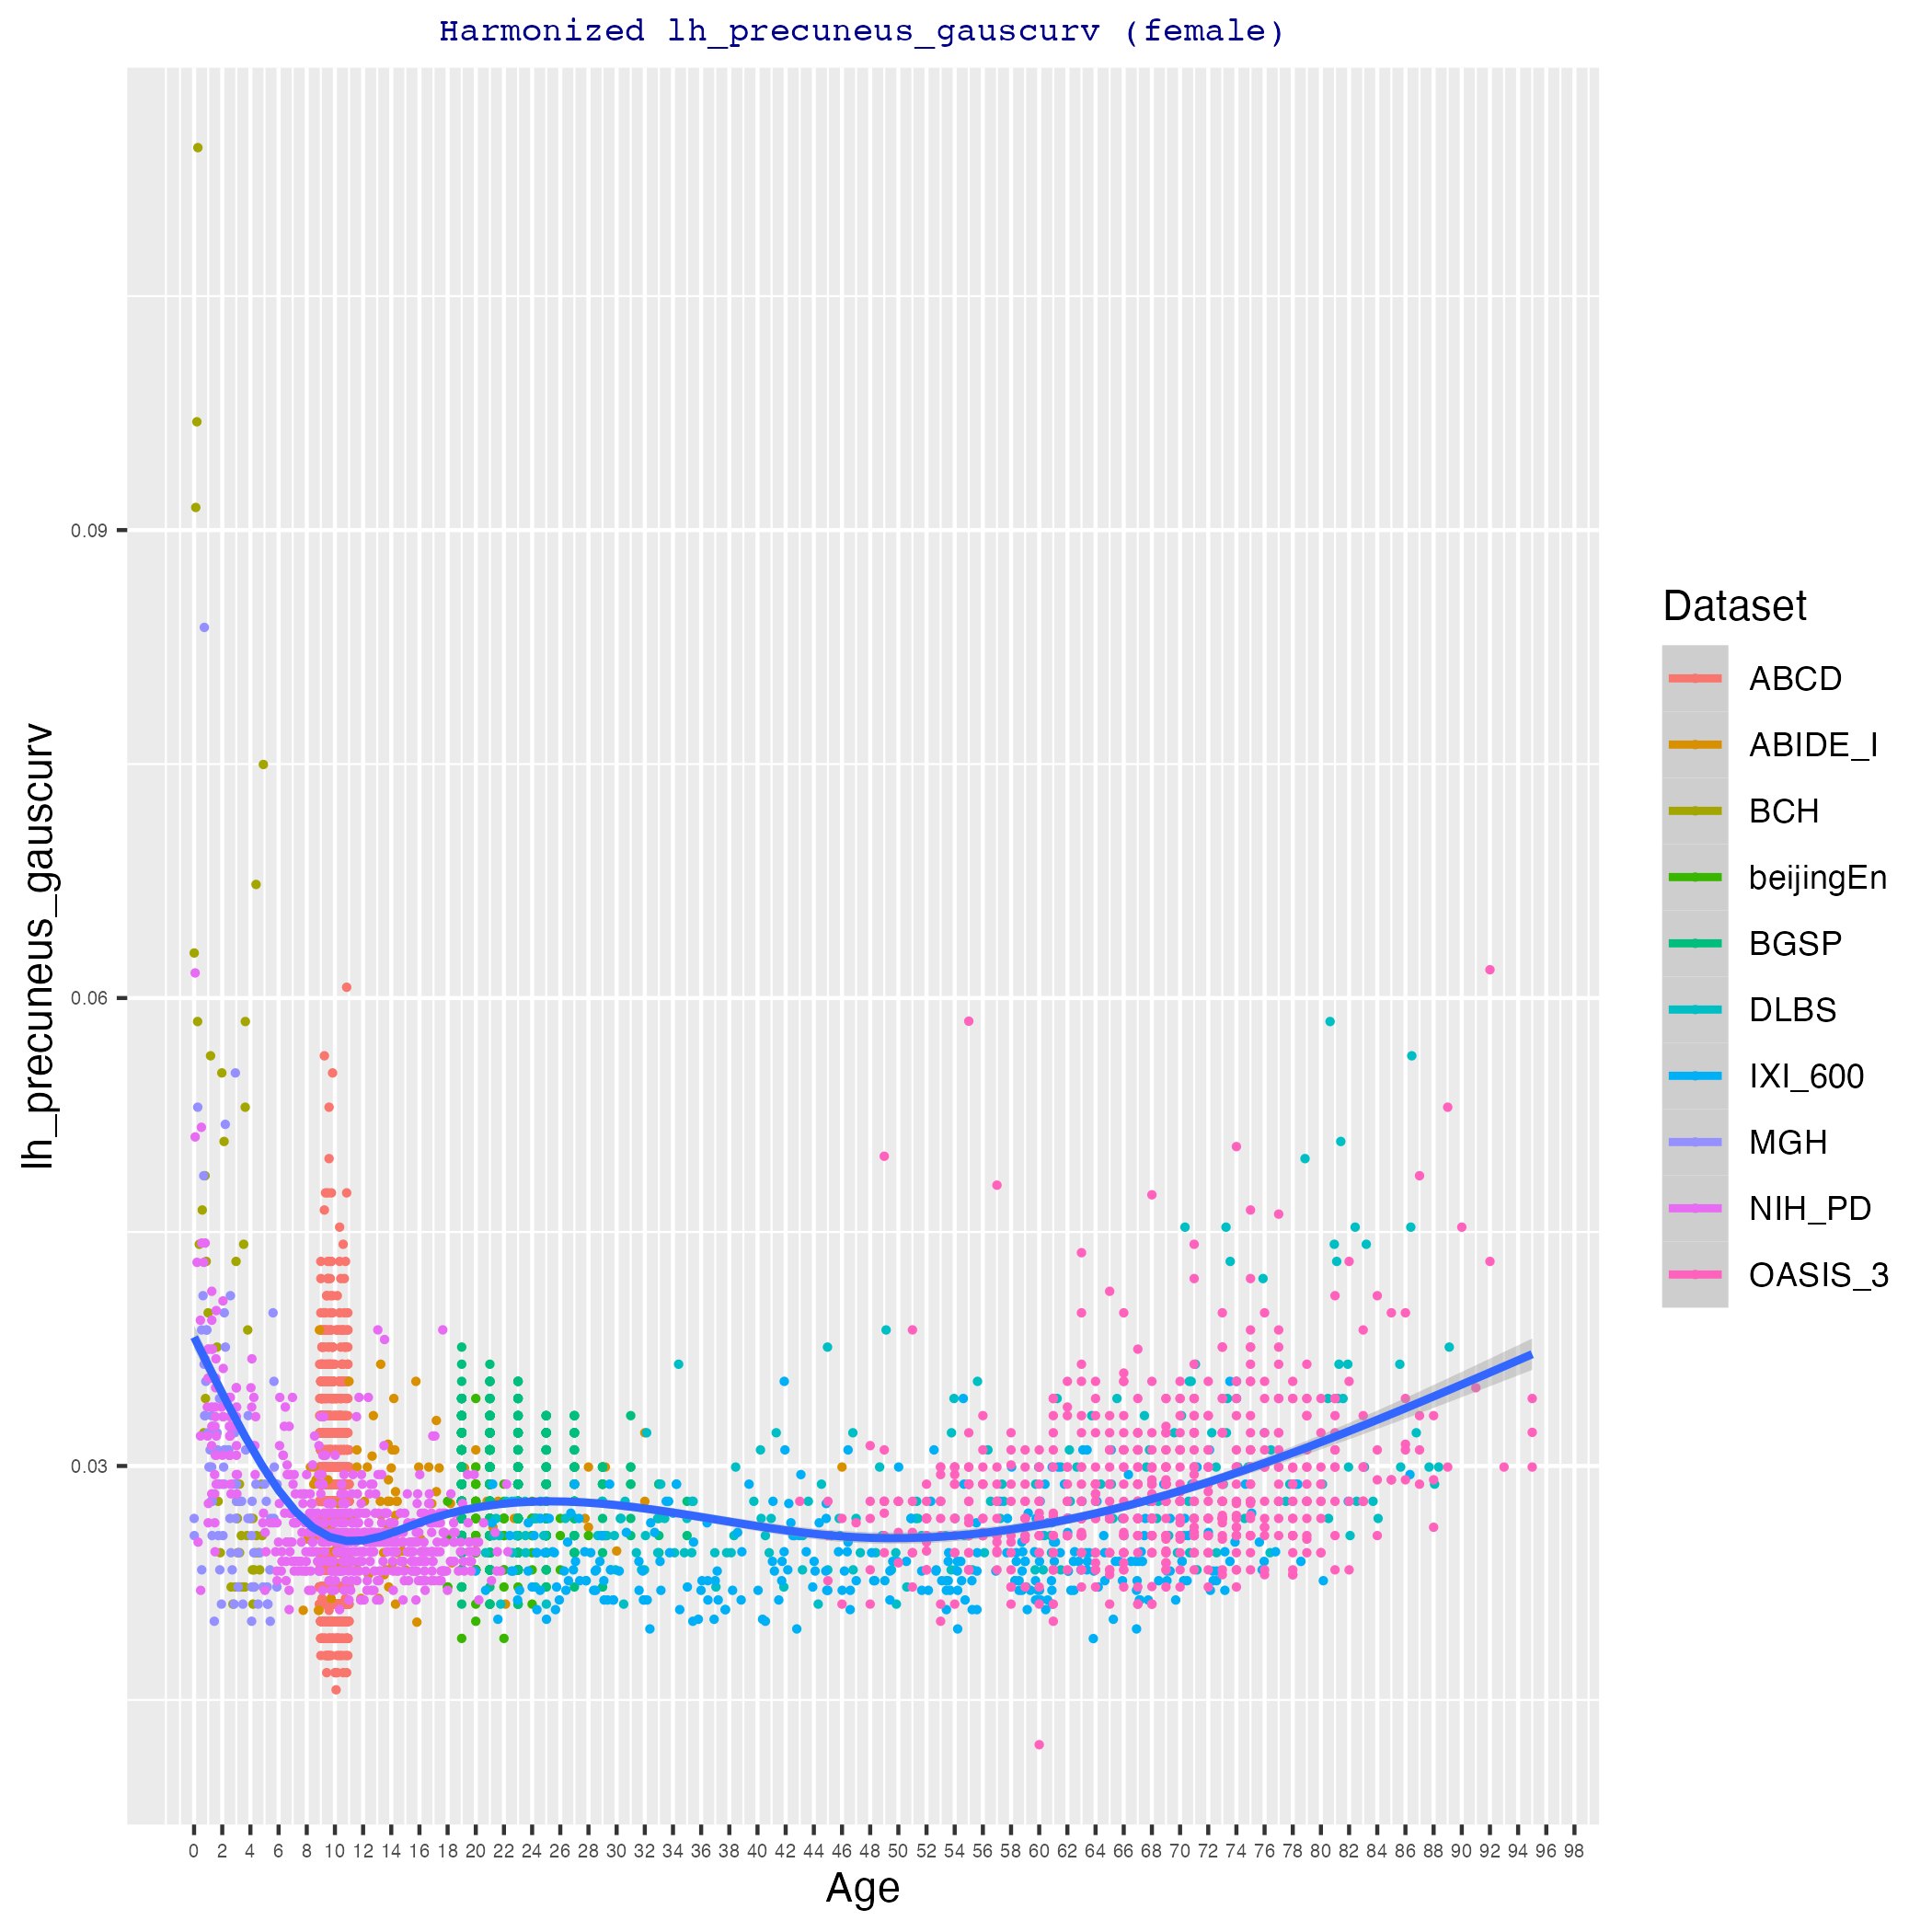 Harmonized lh_precuneus_gauscurv (female)
lh_precuneus_gauscurv
0.09
0.06
0.03
0 2 4 6 8 10 12 14 16 18 20 22 24 26 28 30 32 34 36 38 40 42 44 46 48 50 52 54 56 58 60 62 64 66 68 70 72 74 76 78 80 82 84 86 88 90 92 94 96 98
Age
Dataset
ABCD
ABIDE_I
BCH
beijingEn
BGSP
DLBS
IXI_600
MGH
NIH_PD
OASIS_3